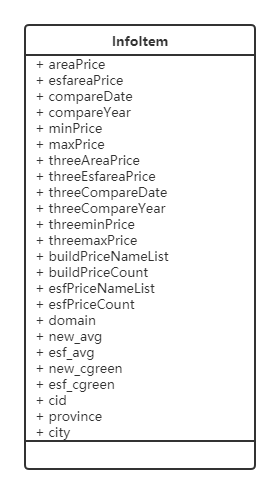 InfoItem
+ areaPrice
+ esfareaPrice
+ compareDate
+ compareYear
+ minPrice
+ maxPrice
+ threeAreaPrice
+ threeEsfareaPrice
+ threeCompareDate
+ threeCompareYear
+ threeminPrice
+ threemaxPrice
+ buildPriceNameList
+ buildPriceCount
+ esfPriceNameList
+ esfPriceCount
+ domain
+ new_avg
+ esf_avg
+ new_cgreen
+ esf_cgreen
+ cid
+ province
+ city